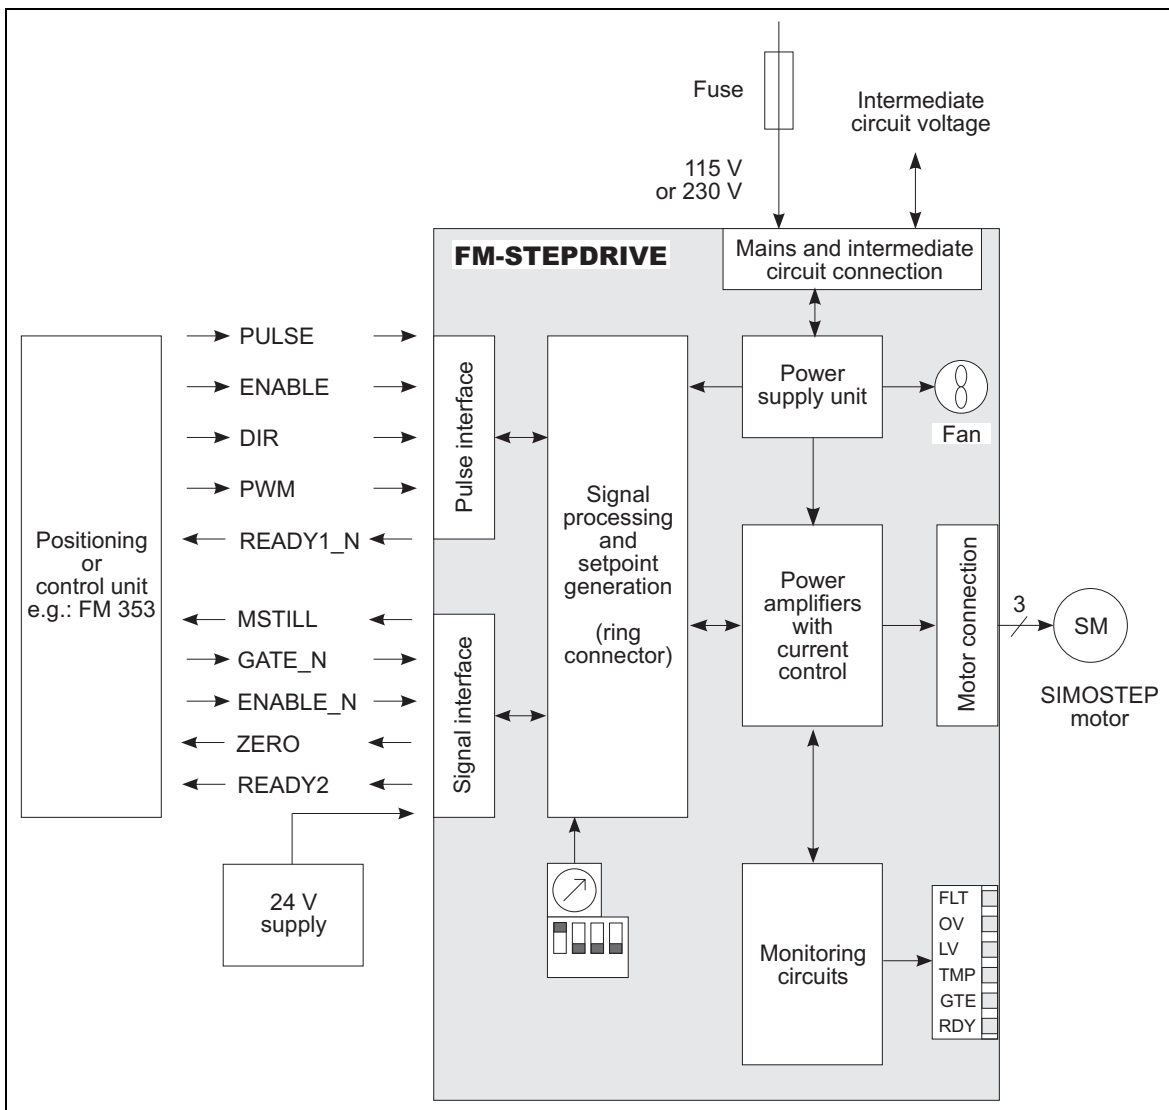 Fuse
Intermediate
circuit voltage
115 V
or 230 V
FM-STEPDRIVE
Mains and intermediate
circuit connection
PULSE
ENABLE
DIR
PWM
READY1_N
Pulse interface
Power
supply unit
Fan
Positioning
or
control unit
e.g.: FM 353
Signal
processing
and
setpoint
generation
(ring
connector)
Power
amplifiers
with
current
control
Motor connection
3
SM
SIMOSTEP
motor
MSTILL
GATE_N
ENABLE_N
ZERO
READY2
Signal interface
24 V
supply
Monitoring
circuits
FLT
OV
LV
TMP
GTE
RDY